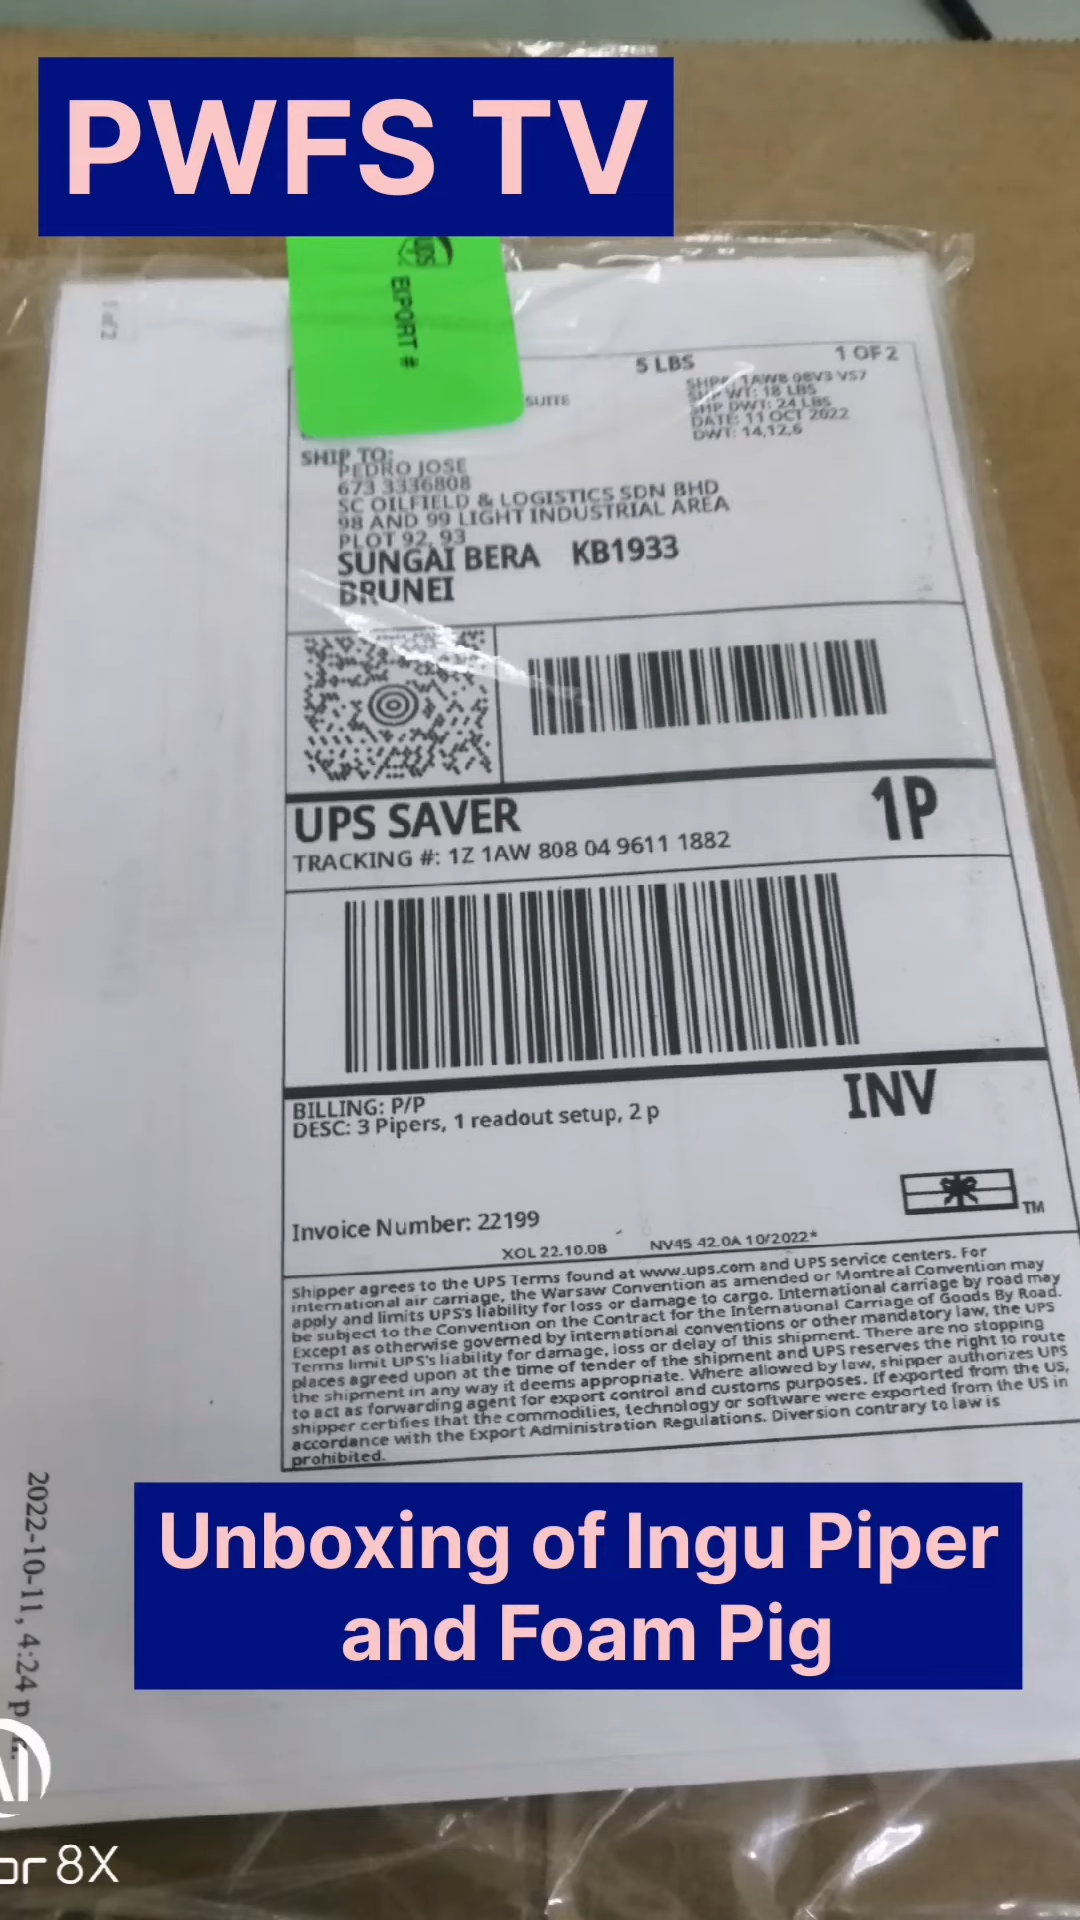 PWFS TV
UPS
EXPORT #
1 of 2
5 LBS
1 OF 2
SUITE
SHP#: 1AW8 08V3 VS7
SHP WT: 18 LBS
SHP DWT: 24 LBS
DATE: 11 OCT 2022
DWT: 14,12,6
SHIP TO:
PEDRO JOSE
673 3336808
SC OILFIELD & LOGISTICS SDN BHD
98 AND 99 LIGHT INDUSTRIAL AREA
PLOT 92, 93
SUNGAI BERA KB1933
BRUNEI
UPS SAVER
1P
TRACKING #: 1Z 1AW 808 04 9611 1882
BILLING: P/P
DESC: 3 Pipers, 1 readout setup, 2 p
INV
TM
Invoice Number: 22199
XOL 22.10.08 NV45 42.0A 10/2022*
Shipper agrees to the UPS Terms found at www.ups.com and UPS service centers. For
international air carriage, the Warsaw Convention as amended or Montreal Convention may
apply and limits UPS's liability for loss or damage to cargo. International carriage by road may
be subject to the Convention on the Contract for the International Carriage of Goods By Road.
Except as otherwise governed by international conventions or other mandatory law, the UPS
Terms limit UPS's liability for damage, loss or delay of this shipment. There are no stopping
places agreed upon at the time of tender of the shipment and UPS reserves the right to route
the shipment in any way it deems appropriate. Where allowed by law, shipper authorizes UPS
to act as forwarding agent for export control and customs purposes. If exported from the US,
shipper certifies that the commodities, technology or software were exported from the US in
accordance with the Export Administration Regulations. Diversion contrary to law is
prohibited.
2022-10-11, 4:24 p
Unboxing of Ingu Piper
and Foam Pig
AI
or 8X